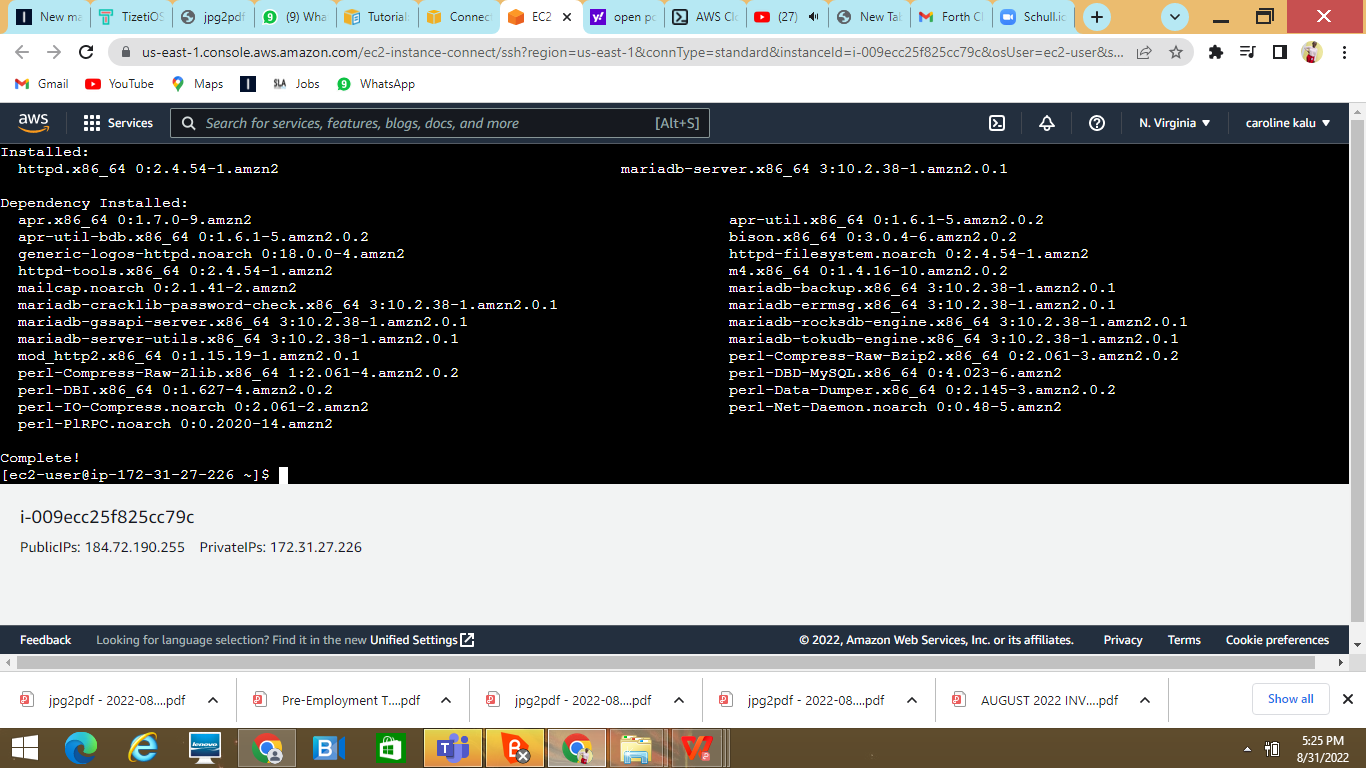 New ma
TizetiOS
jpg2pdf
(9) Wha
Tutorial:
Connect
EC2
open po
AWS Cl
(27)
New Tab
Forth Cl
Schull.io
us-east-1.console.aws.amazon.com/ec2-instance-connect/ssh?region=us-east-1&connType=standard&instanceId=i-009ecc25f825cc79c&osUser=ec2-user&s...
Gmail YouTube Maps SLA Jobs WhatsApp
aws Services Search for services, features, blogs, docs, and more [Alt+S] N. Virginia caroline kalu
Installed:
httpd.x86_64 0:2.4.54-1.amzn2 mariadb-server.x86_64 3:10.2.38-1.amzn2.0.1
Dependency Installed:
apr.x86_64 0:1.7.0-9.amzn2 apr-util.x86_64 0:1.6.1-5.amzn2.0.2
apr-util-bdb.x86_64 0:1.6.1-5.amzn2.0.2 bison.x86_64 0:3.0.4-6.amzn2.0.2
generic-logos-httpd.noarch 0:18.0.0-4.amzn2 httpd-filesystem.noarch 0:2.4.54-1.amzn2
httpd-tools.x86_64 0:2.4.54-1.amzn2 m4.x86_64 0:1.4.16-10.amzn2.0.2
mailcap.noarch 0:2.1.41-2.amzn2 mariadb-backup.x86_64 3:10.2.38-1.amzn2.0.1
mariadb-cracklib-password-check.x86_64 3:10.2.38-1.amzn2.0.1 mariadb-errmsg.x86_64 3:10.2.38-1.amzn2.0.1
mariadb-gssapi-server.x86_64 3:10.2.38-1.amzn2.0.1 mariadb-rocksdb-engine.x86_64 3:10.2.38-1.amzn2.0.1
mariadb-server-utils.x86_64 3:10.2.38-1.amzn2.0.1 mariadb-tokudb-engine.x86_64 3:10.2.38-1.amzn2.0.1
mod_http2.x86_64 0:1.15.19-1.amzn2.0.1 perl-Compress-Raw-Bzip2.x86_64 0:2.061-3.amzn2.0.2
perl-Compress-Raw-Zlib.x86_64 1:2.061-4.amzn2.0.2 perl-DBD-MySQL.x86_64 0:4.023-6.amzn2
perl-DBI.x86_64 0:1.627-4.amzn2.0.2 perl-Data-Dumper.x86_64 0:2.145-3.amzn2.0.2
perl-IO-Compress.noarch 0:2.061-2.amzn2 perl-Net-Daemon.noarch 0:0.48-5.amzn2
perl-PlRPC.noarch 0:0.2020-14.amzn2
Complete!
[ec2-user@ip-172-31-27-226 ~]$
i-009ecc25f825cc79c
PublicIPs: 184.72.190.255 PrivateIPs: 172.31.27.226
Feedback Looking for language selection? Find it in the new Unified Settings © 2022, Amazon Web Services, Inc. or its affiliates. Privacy Terms Cookie preferences
jpg2pdf - 2022-08....pdf Pre-Employment T....pdf jpg2pdf - 2022-08....pdf jpg2pdf - 2022-08....pdf AUGUST 2022 INV....pdf Show all
lenovo
5:25 PM
8/31/2022